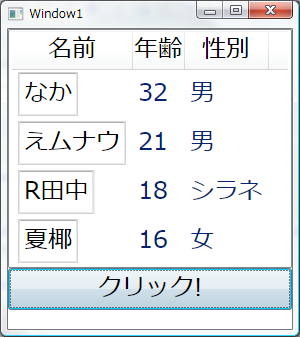 Window1
名前 年齢 性別
なか 32 男
えムナウ 21 男
R田中 18 シラネ
夏椰 16 女
クリック!